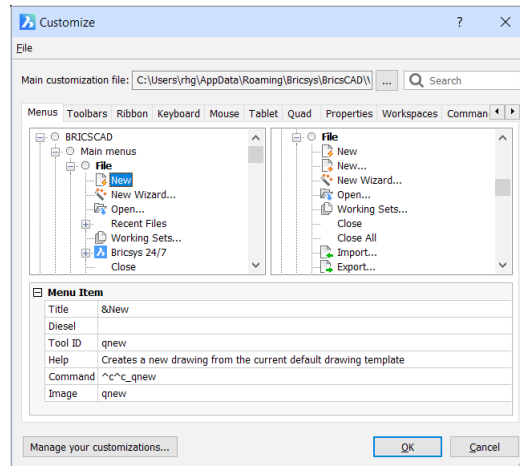 Customize
File
Main customization file: C:\Users\rhg\AppData\Roaming\Bricsys\BricsCAD\\ ... Search
Menus Toolbars Ribbon Keyboard Mouse Tablet Quad Properties Workspaces Comman
BRICSCAD
Main menus
File
New
New Wizard...
Open...
Recent Files
Working Sets...
Bricsys 24/7
Close
File
New
New...
New Wizard...
Open...
Working Sets...
Close
Close All
Import...
Export...
Menu Item
Title &New
Diesel
Tool ID qnew
Help Creates a new drawing from the current default drawing template
Command ^c^c_qnew
Image qnew
Manage your customizations... OK Cancel